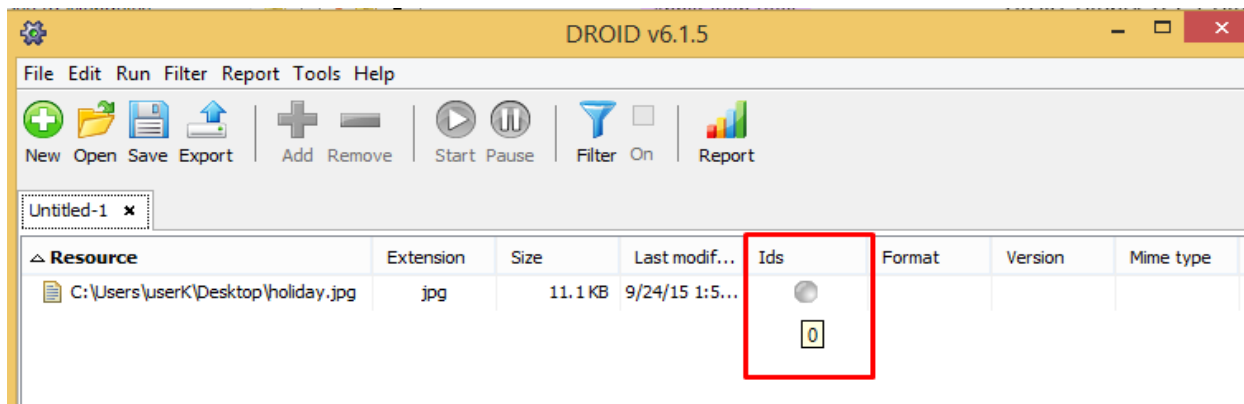 DROID v6.1.5
File Edit Run Filter Report Tools Help
New Open Save Export Add Remove Start Pause Filter On Report
Untitled-1
Resource Extension Size Last modif... Ids Format Version Mime type
C:\Users\userK\Desktop\holiday.jpg jpg 11.1 KB 9/24/15 1:5...
0